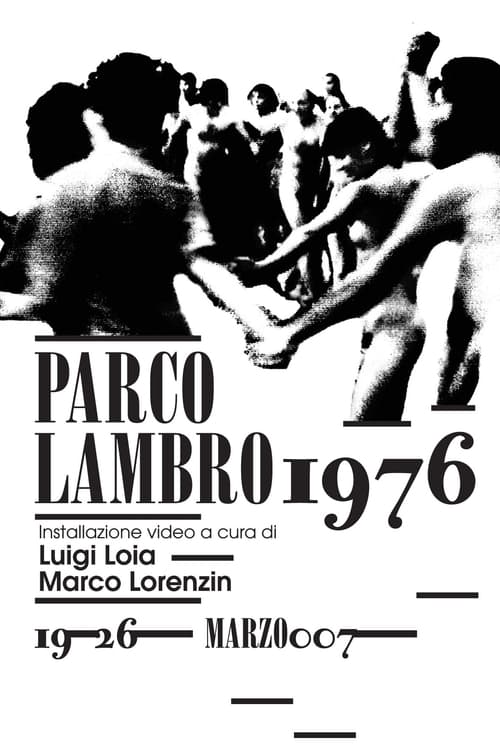 PARCO
LAMBRO 1976
Installazione video a cura di
Luigi Loia
Marco Lorenzin
19-26 MARZO007